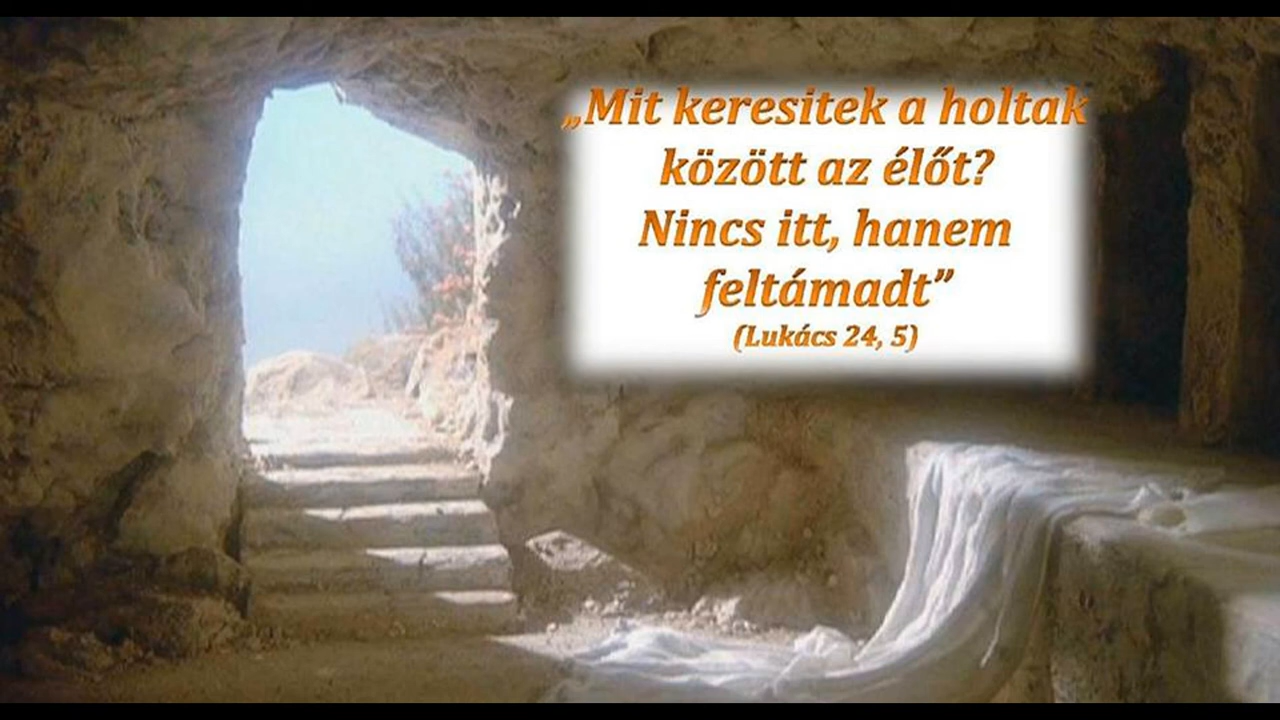 „Mit keresitek a holtak
között az élőt?
Nincs itt, hanem
feltámadt”
(Lukács 24, 5)